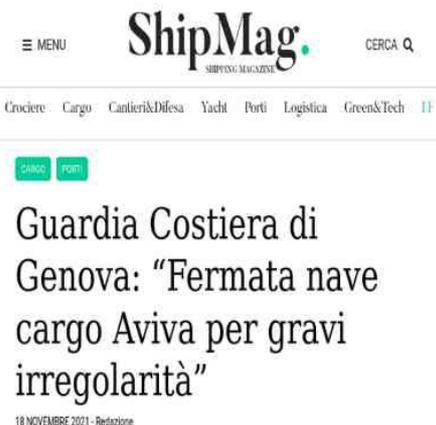 ShipMag.
☰ MENU
CERCA
SHIPPING MAGAZINE
Crociere Cargo Cantieri&Difesa Yacht Porti Logistica Green&Tech
CARGO PORTI
Guardia Costiera di
Genova: “Fermata nave
cargo Aviva per gravi
irregolarità”
18 NOVEMBRE 2021 - Redazione